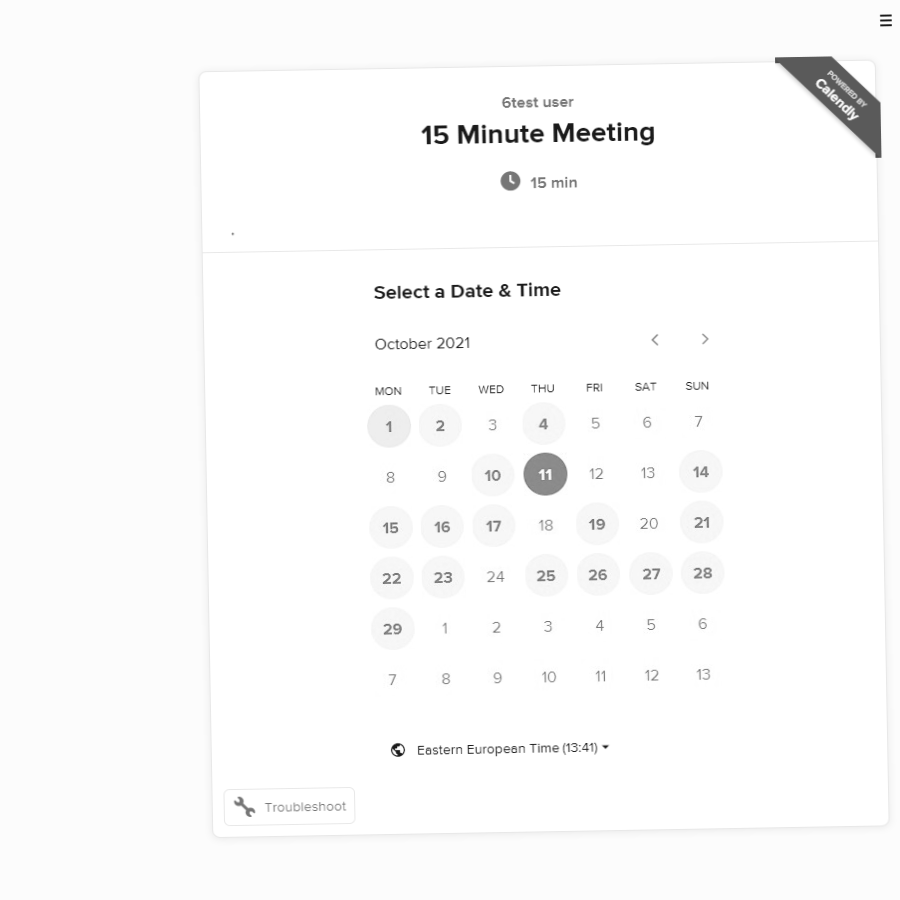 POWERED BY
Calendly
6test user
15 Minute Meeting
15 min
.
Select a Date & Time
October 2021
MON TUE WED THU FRI SAT SUN
1 2 3 4 5 6 7
8 9 10 11 12 13 14
15 16 17 18 19 20 21
22 23 24 25 26 27 28
29 1 2 3 4 5 6
7 8 9 10 11 12 13
Eastern European Time (13:41)
Troubleshoot